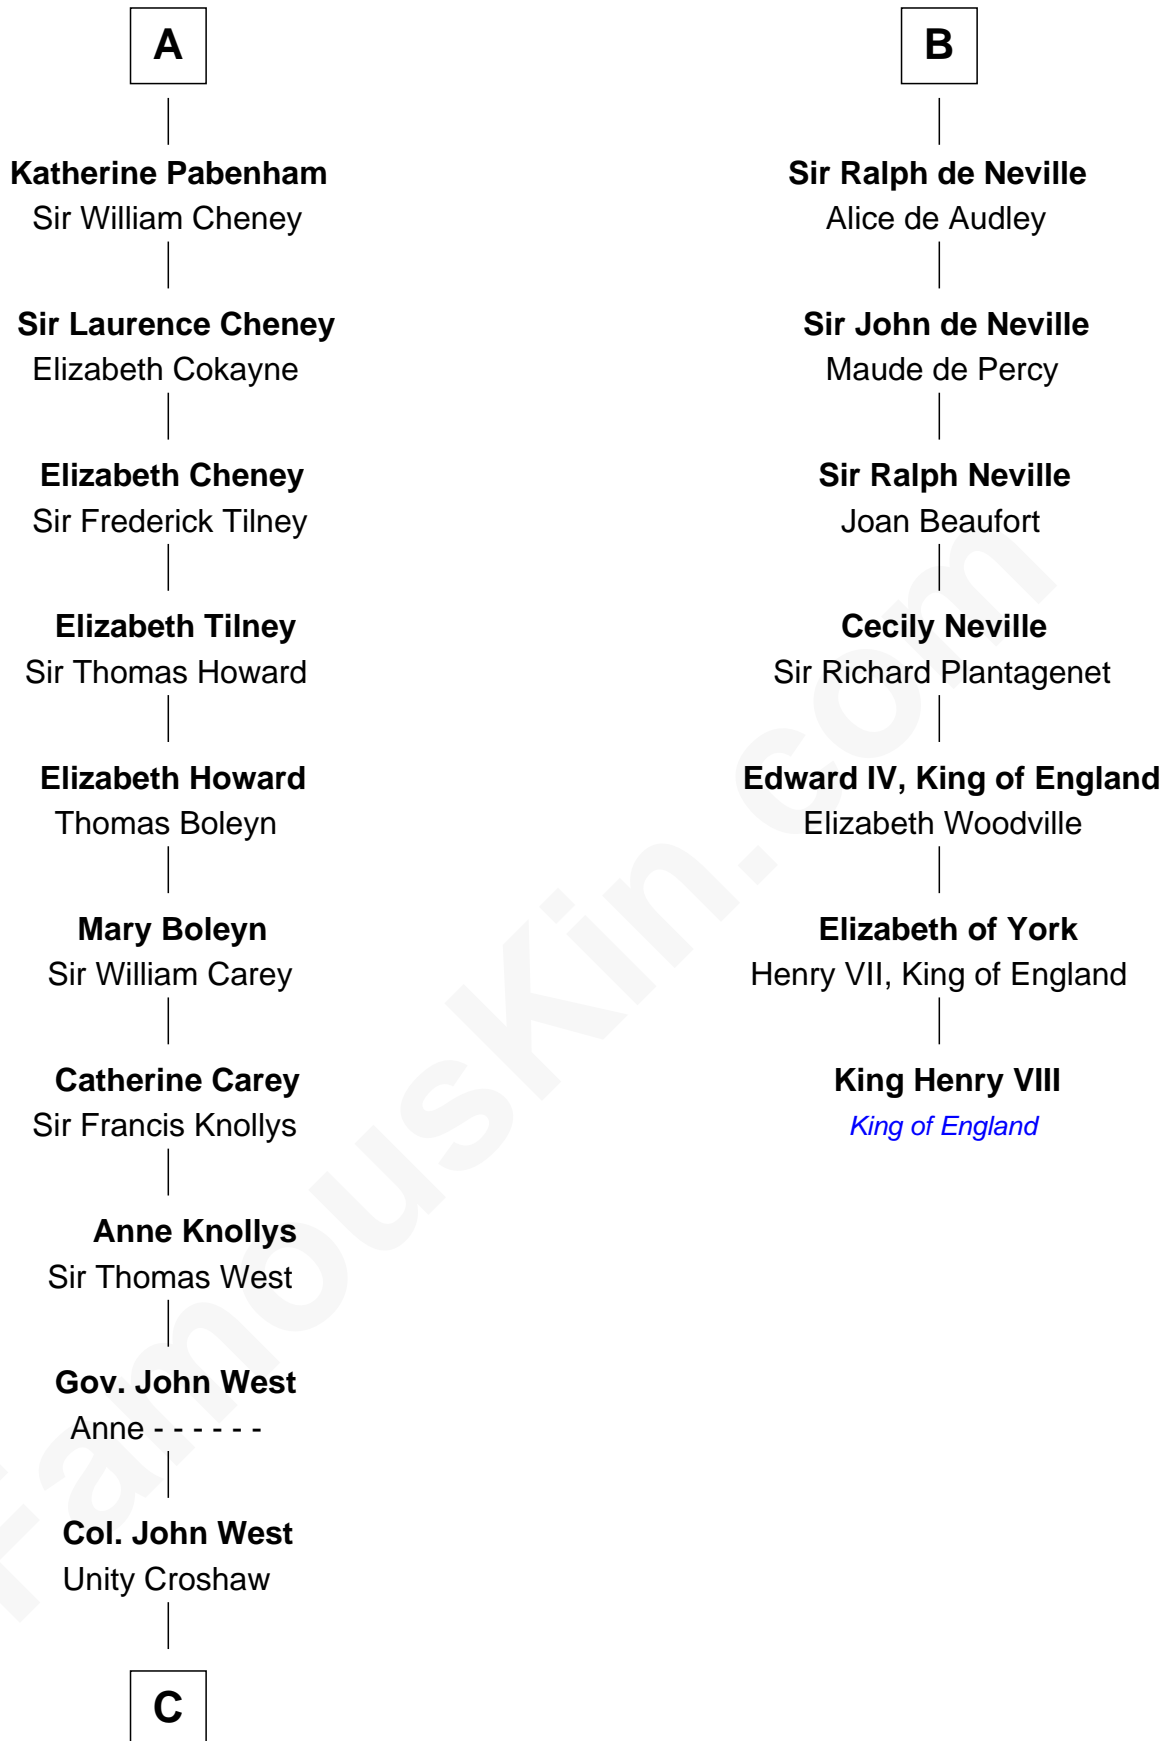 A
Katherine Pabenham
Sir William Cheney
Sir Laurence Cheney
Elizabeth Cokayne
Elizabeth Cheney
Sir Frederick Tilney
Elizabeth Tilney
Sir Thomas Howard
Elizabeth Howard
Thomas Boleyn
Mary Boleyn
Sir William Carey
Catherine Carey
Sir Francis Knollys
Anne Knollys
Sir Thomas West
Gov. John West
Anne - - - - - -
Col. John West
Unity Croshaw
C
B
Sir Ralph de Neville
Alice de Audley
Sir John de Neville
Maude de Percy
Sir Ralph Neville
Joan Beaufort
Cecily Neville
Sir Richard Plantagenet
Edward IV, King of England
Elizabeth Woodville
Elizabeth of York
Henry VII, King of England
King Henry VIII
King of England
FamousKin.com